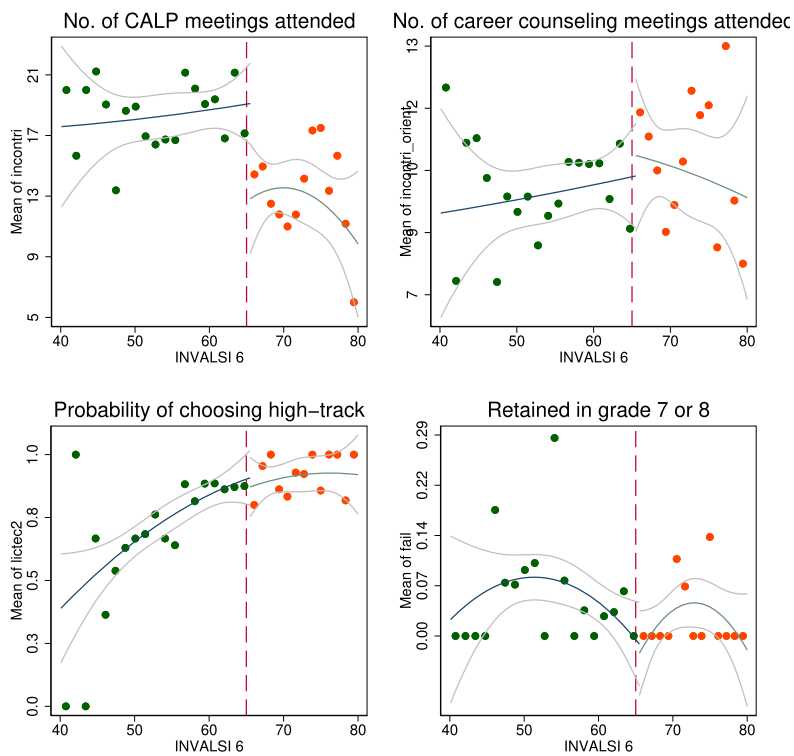 No. of CALP meetings attended
Mean of incontri
21
17
13
9
5
40 50 60 70 80
INVALSI 6
No. of career counseling meetings attended
Mean of incontri_orient
13
12
10
9
7
40 50 60 70 80
INVALSI 6
Probability of choosing high−track
Mean of lictec2
1.0
0.8
0.5
0.3
0.0
40 50 60 70 80
INVALSI 6
Retained in grade 7 or 8
Mean of fail
0.29
0.22
0.14
0.07
0.00
40 50 60 70 80
INVALSI 6